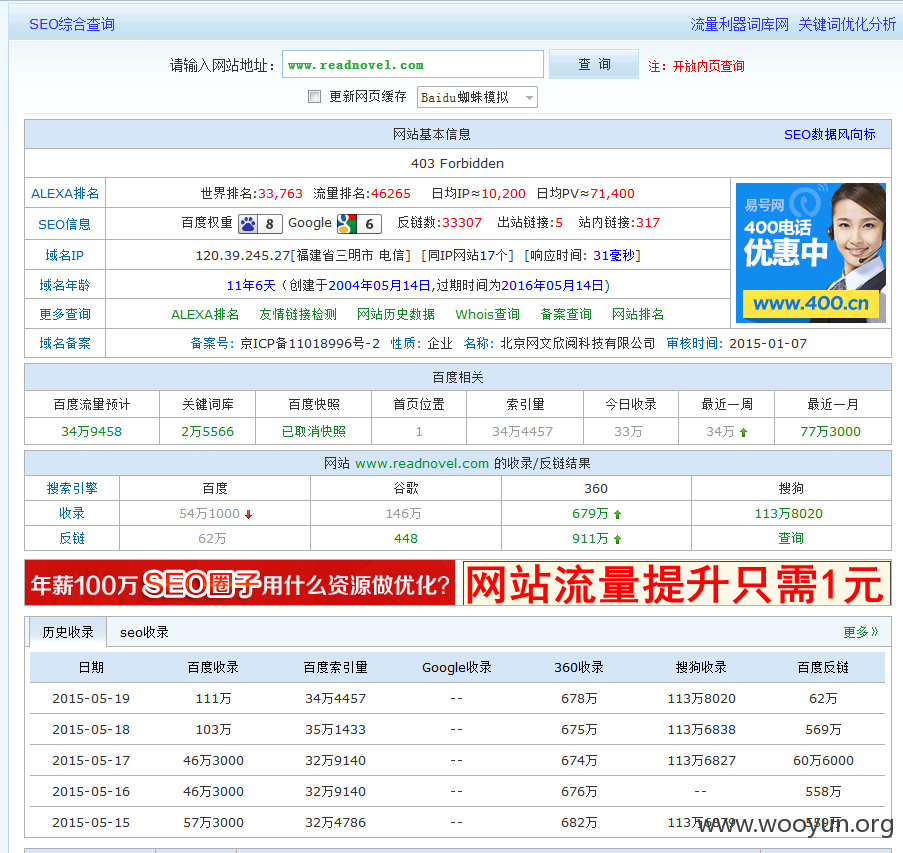 SEO综合查询 流量利器词库网 关键词优化分析
请输入网站地址： www.readnovel.com 查 询 注：开放内页查询
更新网页缓存 Baidu蜘蛛模拟
网站基本信息 SEO数据风向标
403 Forbidden
ALEXA排名 世界排名:33,763 流量排名:46265 日均IP≈10,200 日均PV≈71,400
SEO信息 百度权重 8 Google 6 反链数:33307 出站链接:5 站内链接:317
域名IP 120.39.245.27[福建省三明市 电信] [同IP网站17个] [响应时间：31毫秒]
域名年龄 11年6天（创建于2004年05月14日,过期时间为2016年05月14日)
更多查询 ALEXA排名 友情链接检测 网站历史数据 Whois查询 备案查询 网站排名
域名备案 备案号：京ICP备11018996号-2 性质：企业 名称：北京网文欣阅科技有限公司 审核时间：2015-01-07
易号网
400电话
优惠中
www.400.cn
百度相关
百度流量预计 关键词库 百度快照 首页位置 索引量 今日收录 最近一周 最近一月
34万9458 2万5566 已取消快照 1 34万4457 33万 34万 77万3000
网站 www.readnovel.com 的收录/反链结果
搜索引擎 百度 谷歌 360 搜狗
收录 54万1000 146万 679万 113万8020
反链 62万 448 911万 查询
年薪100万SEO圈子用什么资源做优化? 网站流量提升只需1元
历史收录 seo收录 更多》
日期 百度收录 百度索引量 Google收录 360收录 搜狗收录 百度反链
2015-05-19 111万 34万4457 -- 678万 113万8020 62万
2015-05-18 103万 35万1433 -- 675万 113万6838 569万
2015-05-17 46万3000 32万9140 -- 674万 113万6827 60万6000
2015-05-16 46万3000 32万9140 -- 676万 -- 558万
2015-05-15 57万3000 32万4786 -- 682万 113万6879 559万
www.wooyun.org